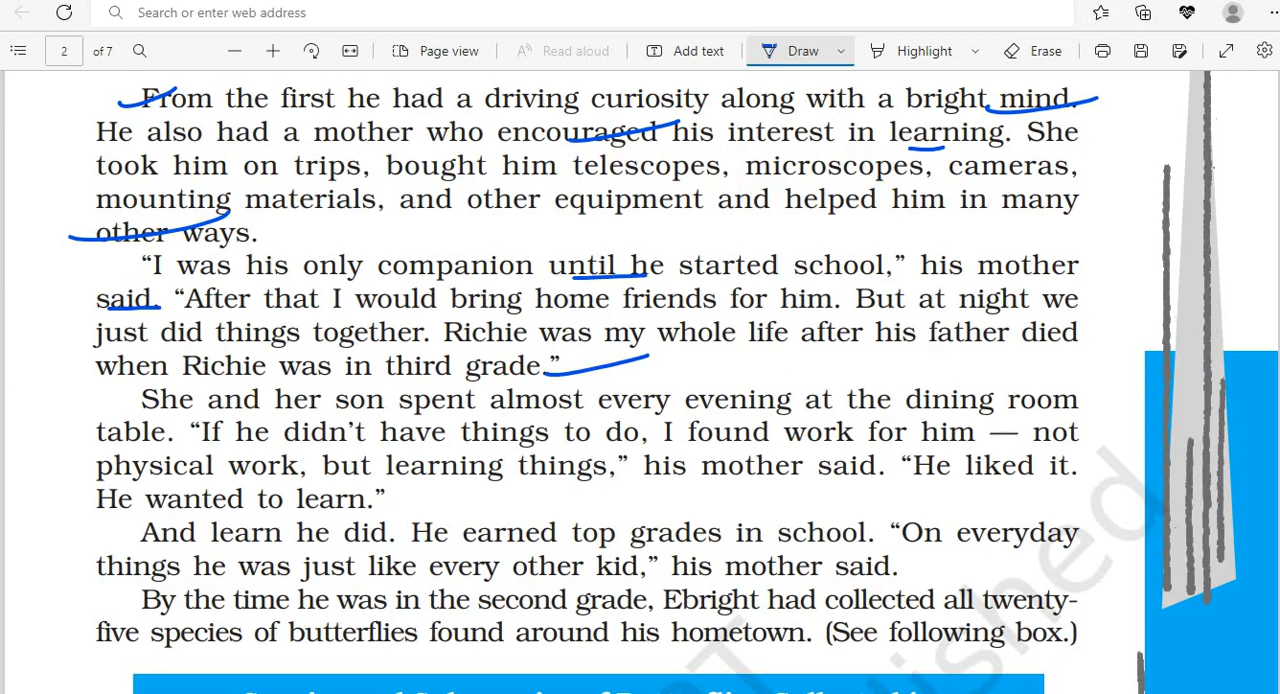 Search or enter web address
2 of 7 Page view Read aloud Add text Draw Highlight Erase
From the first he had a driving curiosity along with a bright mind.
He also had a mother who encouraged his interest in learning. She
took him on trips, bought him telescopes, microscopes, cameras,
mounting materials, and other equipment and helped him in many
other ways.
“I was his only companion until he started school,” his mother
said. “After that I would bring home friends for him. But at night we
just did things together. Richie was my whole life after his father died
when Richie was in third grade.”
She and her son spent almost every evening at the dining room
table. “If he didn’t have things to do, I found work for him — not
physical work, but learning things,” his mother said. “He liked it.
He wanted to learn.”
And learn he did. He earned top grades in school. “On everyday
things he was just like every other kid,” his mother said.
By the time he was in the second grade, Ebright had collected all twenty-
five species of butterflies found around his hometown. (See following box.)